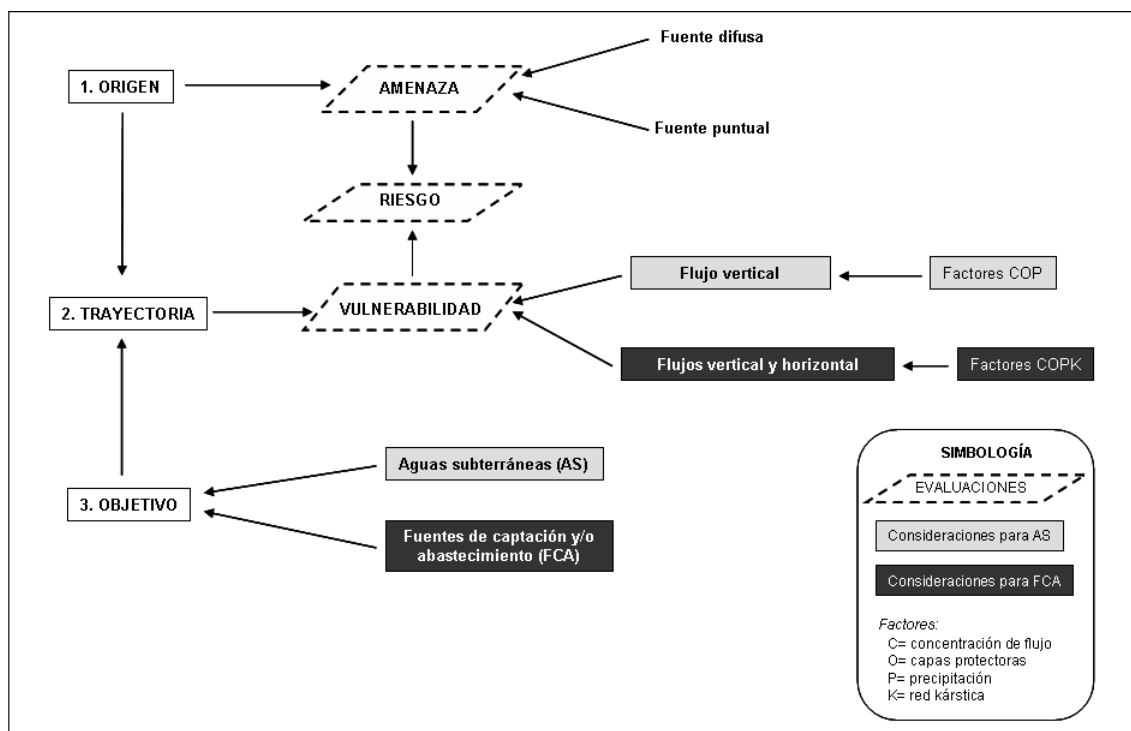 Fuente difusa
1. ORIGEN
AMENAZA
Fuente puntual
RIESGO
Flujo vertical
Factores COP
2. TRAYECTORIA
VULNERABILIDAD
Flujos vertical y horizontal
Factores COPK
Aguas subterráneas (AS)
3. OBJETIVO
Fuentes de captación y/o
abastecimiento (FCA)
SIMBOLOGÍA
EVALUACIONES
Consideraciones para AS
Consideraciones para FCA
Factores:
C= concentración de flujo
O= capas protectoras
P= precipitación
K= red kárstica